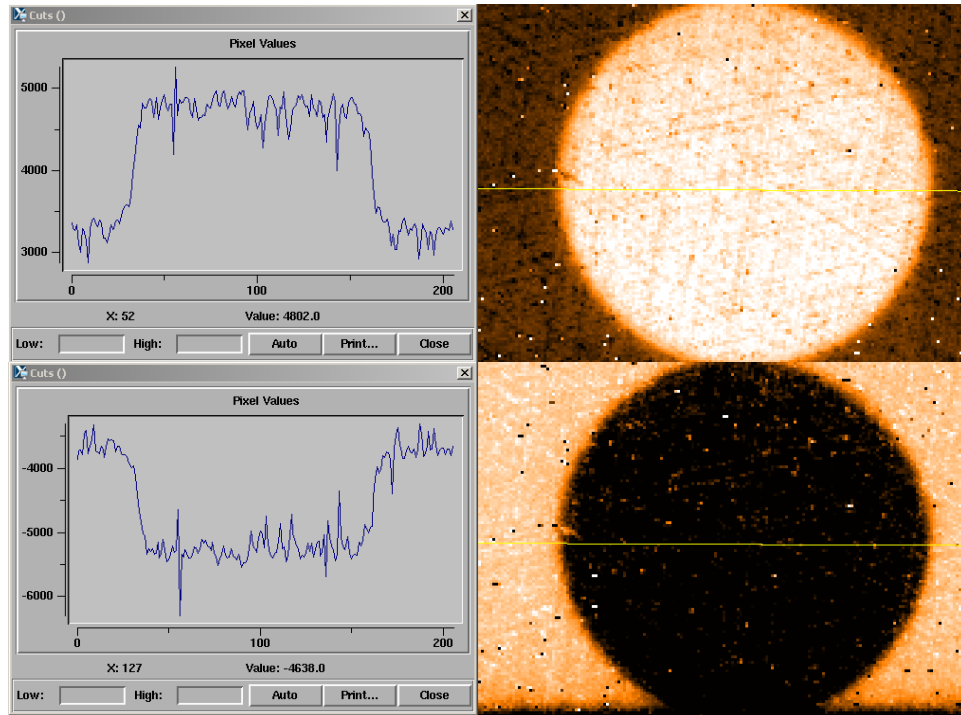 Cuts ()
Pixel Values
5000
4000
3000
0 100 200
X: 52 Value: 4802.0
Low: High: Auto Print... Close
Cuts ()
Pixel Values
-4000
-5000
-6000
0 100 200
X: 127 Value: -4638.0
Low: High: Auto Print... Close